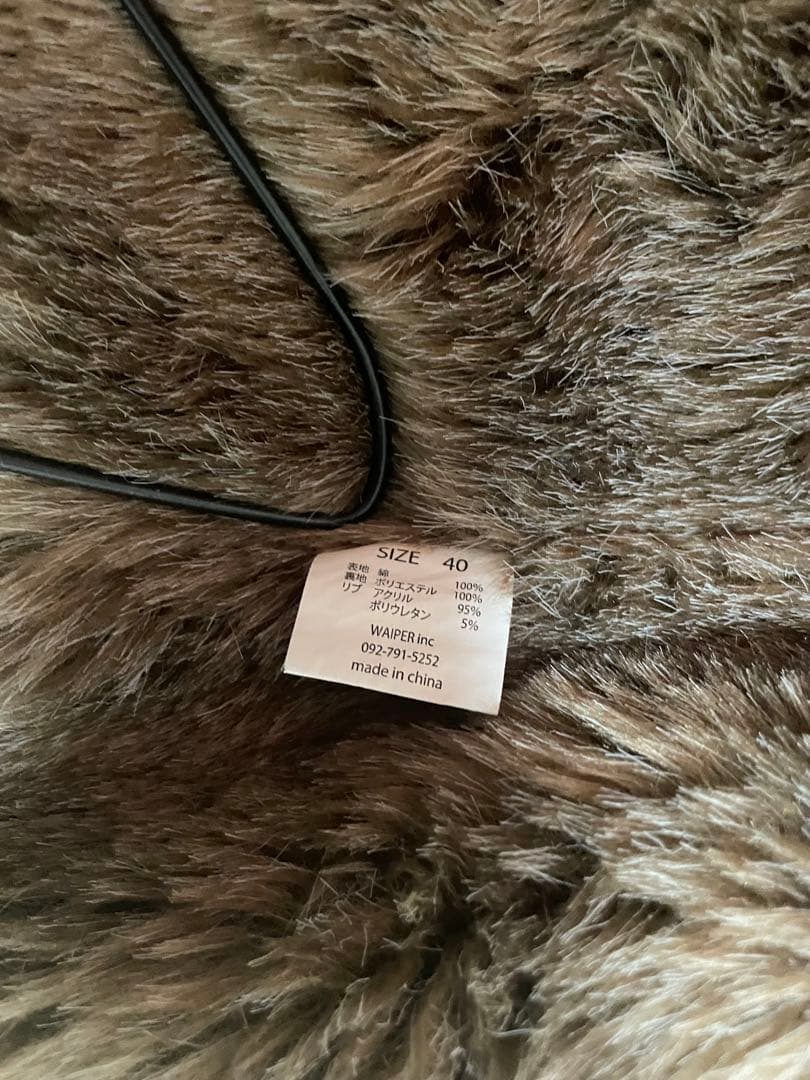 SIZE 40
表地 綿 100%
裏地 ポリエステル 100%
リブ アクリル 95%
ポリウレタン 5%
WAIPER inc
092-791-5252
made in china